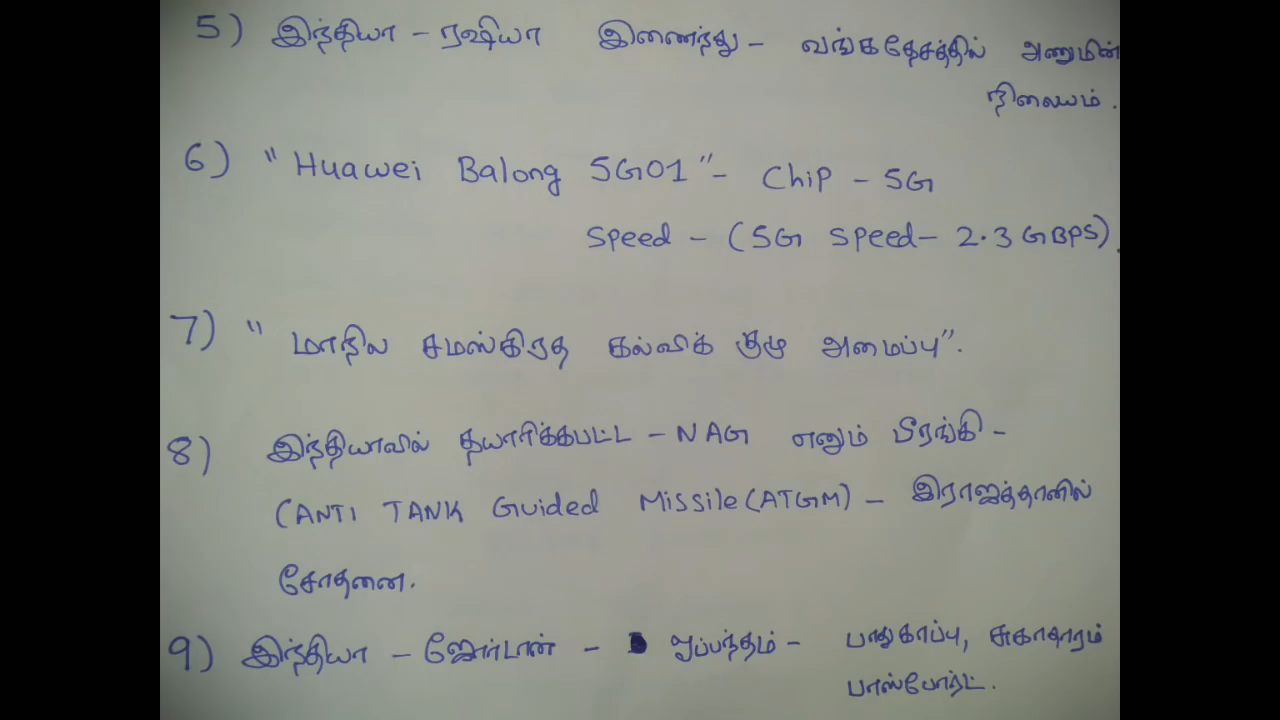 5) இந்தியா - ரஷியா இணைந்து - வங்கதேசத்தில் அணுமின்
நிலையம்.
6) "Huawei Balong 5G01" - Chip - 5G
Speed - (5G Speed - 2.3 GBPS).
7) "மாநில சமஸ்கிரத கல்விக் குழு அமைப்பு".
8) இந்தியாவில் தயாரிக்கபட்ட - NAG எனும் பீரங்கி -
(ANTI TANK Guided Missile (ATGM) - இராஜத்தானில்
சோதனை.
9) இந்தியா - ஜோர்டான் - ஒப்பந்தம் - பாதுகாப்பு, சுகாதாரம்
பாஸ்போர்ட்.